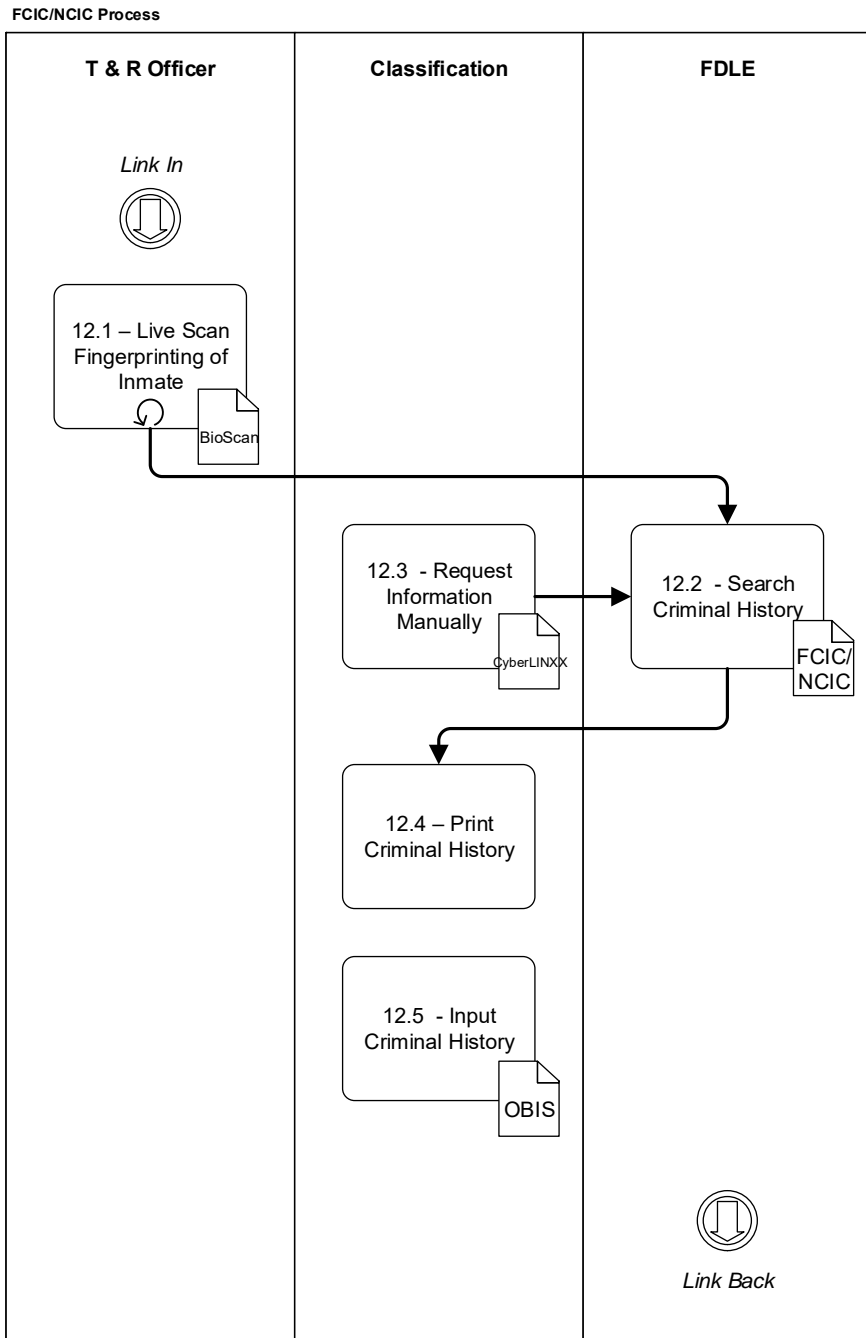 FCIC/NCIC Process
T & R Officer
Classification
FDLE
Link In
12.1 – Live Scan
Fingerprinting of
Inmate
BioScan
12.3  - Request
Information
Manually
CyberLINXX
12.2  - Search
Criminal History
FCIC/
NCIC
12.4 – Print
Criminal History
12.5  - Input
Criminal History
OBIS
Link Back